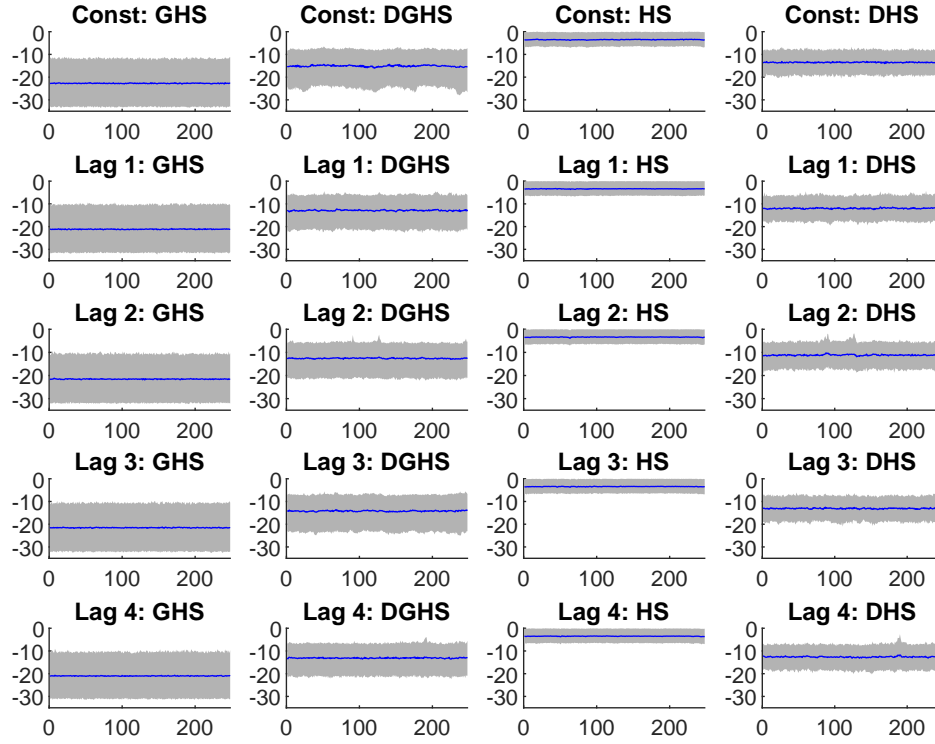 Const: GHS Const: DGHS Const: HS Const: DHS
0 0 0 0
-10 -10 -10 -10
-20 -20 -20 -20
-30 -30 -30 -30
0 100 200 0 100 200 0 100 200 0 100 200
Lag 1: GHS Lag 1: DGHS Lag 1: HS Lag 1: DHS
0 0 0 0
-10 -10 -10 -10
-20 -20 -20 -20
-30 -30 -30 -30
0 100 200 0 100 200 0 100 200 0 100 200
Lag 2: GHS Lag 2: DGHS Lag 2: HS Lag 2: DHS
0 0 0 0
-10 -10 -10 -10
-20 -20 -20 -20
-30 -30 -30 -30
0 100 200 0 100 200 0 100 200 0 100 200
Lag 3: GHS Lag 3: DGHS Lag 3: HS Lag 3: DHS
0 0 0 0
-10 -10 -10 -10
-20 -20 -20 -20
-30 -30 -30 -30
0 100 200 0 100 200 0 100 200 0 100 200
Lag 4: GHS Lag 4: DGHS Lag 4: HS Lag 4: DHS
0 0 0 0
-10 -10 -10 -10
-20 -20 -20 -20
-30 -30 -30 -30
0 100 200 0 100 200 0 100 200 0 100 200